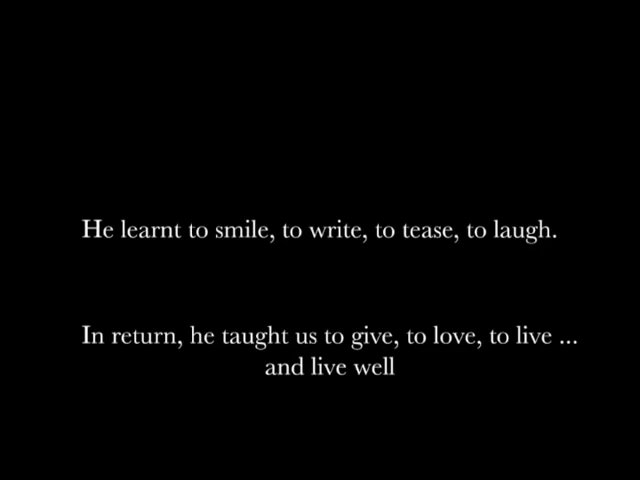 He learnt to smile, to write, to tease, to laugh.
In return, he taught us to give, to love, to live ...
and live well